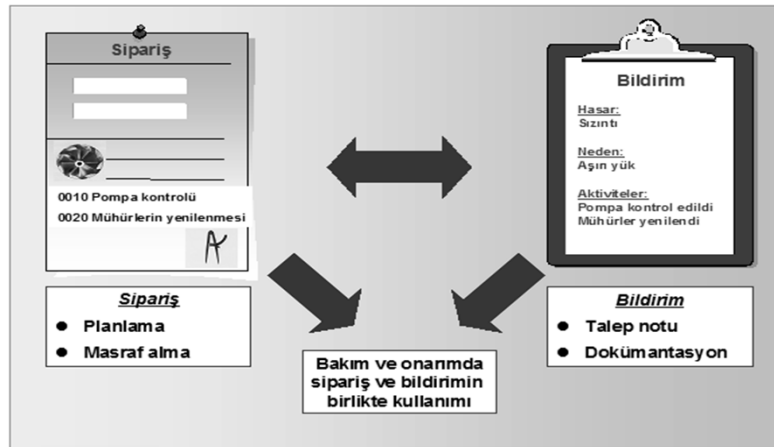 Sipariş
0010 Pompa kontrolü
0020 Mühürlerin yenilenmesi
Bildirim
Hasar:
Sızıntı
Neden:
Aşırı yük
Aktiviteler:
Pompa kontrol edildi
Mühürler yenilendi
Sipariş
● Planlama
● Masraf alma
Bildirim
● Talep notu
● Dokümantasyon
Bakım ve onarımda
sipariş ve bildirimin
birlikte kullanımı